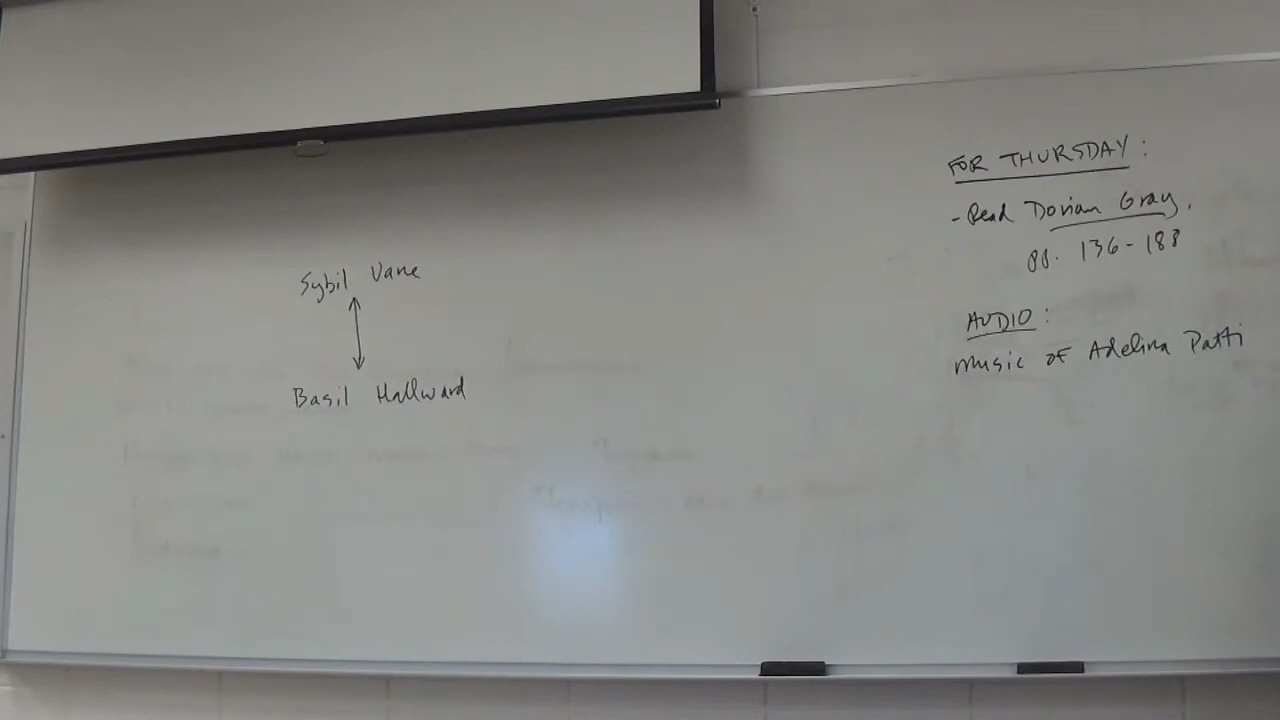 Sybil Vane
Basil Hallward
FOR THURSDAY:
- Read Dorian Gray,
pp. 136-188
AUDIO:
Music of Adelina Patti